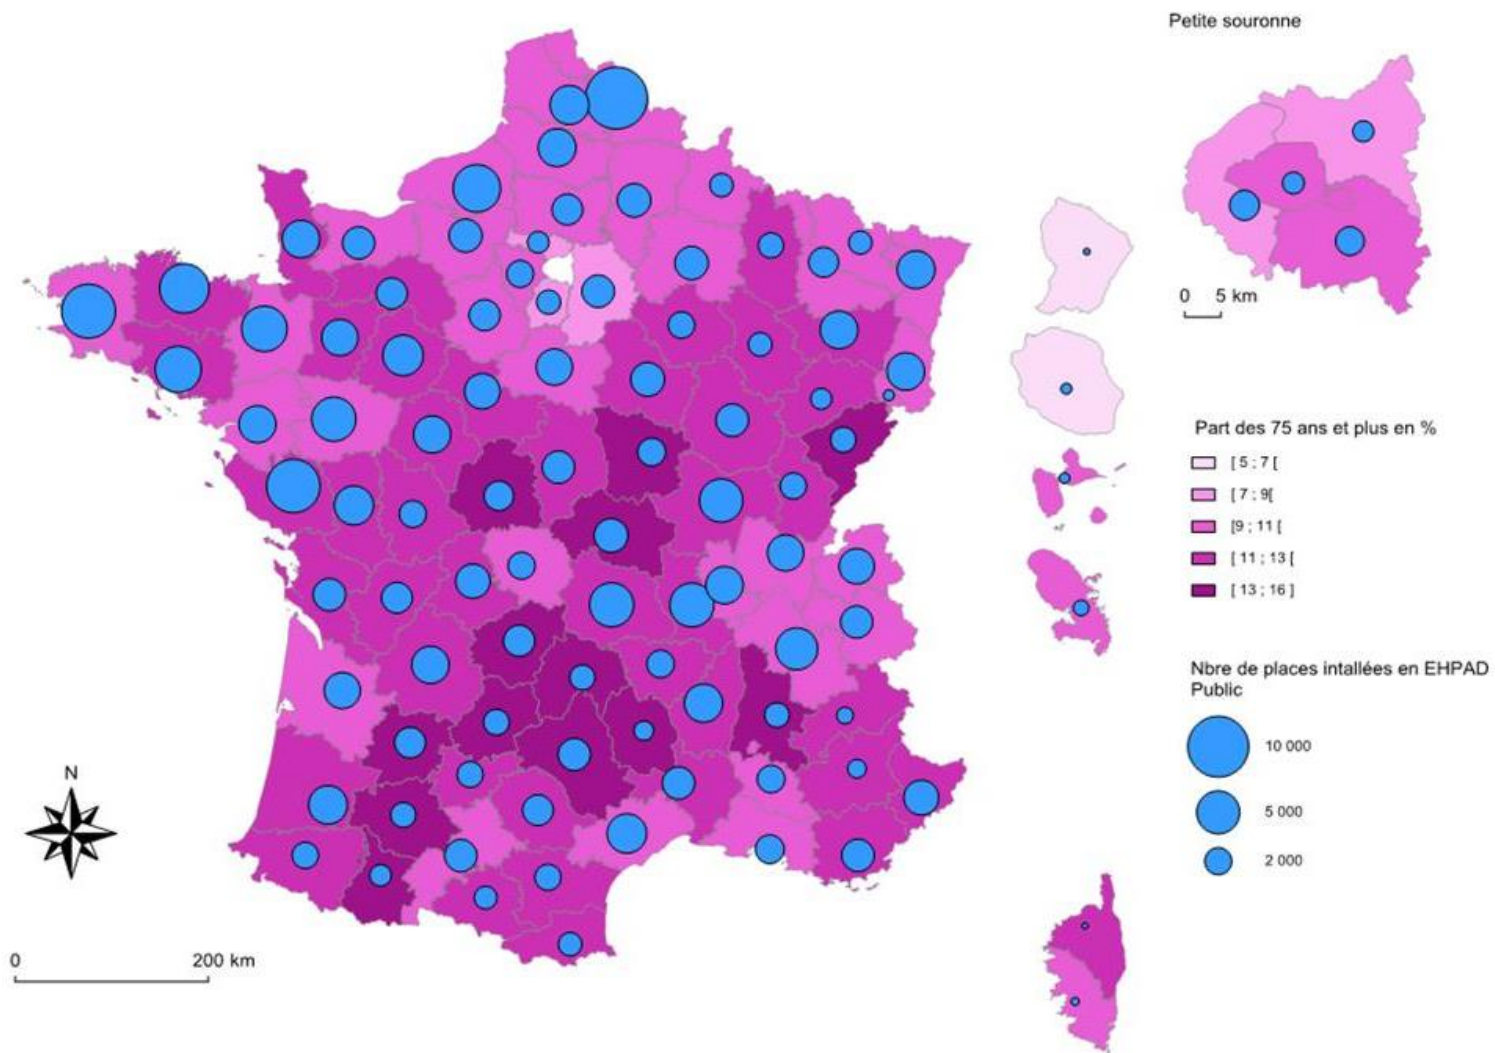 Petite souronne
0 5 km
Part des 75 ans et plus en %
[ 5 ; 7 [
[ 7 ; 9[
[9 ; 11 [
[ 11 ; 13 [
[ 13 ; 16 ]
Nbre de places intallées en EHPAD
Public
10 000
5 000
2 000
N
0 200 km